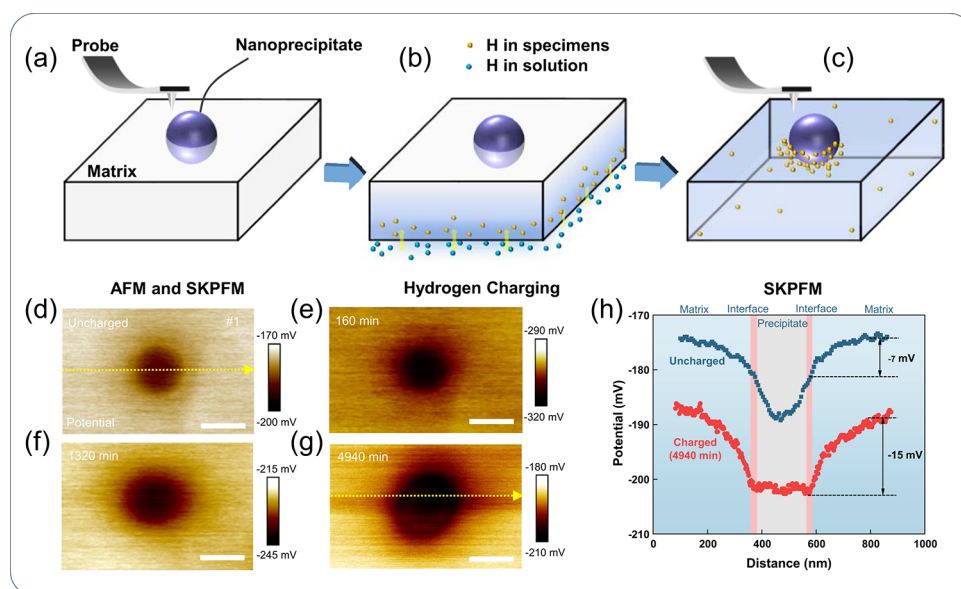 (a)
Probe
Nanoprecipitate
Matrix
(b)
H in specimens
H in solution
(c)
AFM and SKPFM
Hydrogen Charging
SKPFM
(d)
Uncharged
#1
Potential
-170 mV
-200 mV
(e)
160 min
-290 mV
-320 mV
(f)
1320 min
-215 mV
-245 mV
(g)
4940 min
-180 mV
-210 mV
(h)
Matrix
Interface
Precipitate
Interface
Matrix
Uncharged
-7 mV
Charged
(4940 min)
-15 mV
Potential (mV)
-170
-180
-190
-200
-210
0
200
400
600
800
1000
Distance (nm)